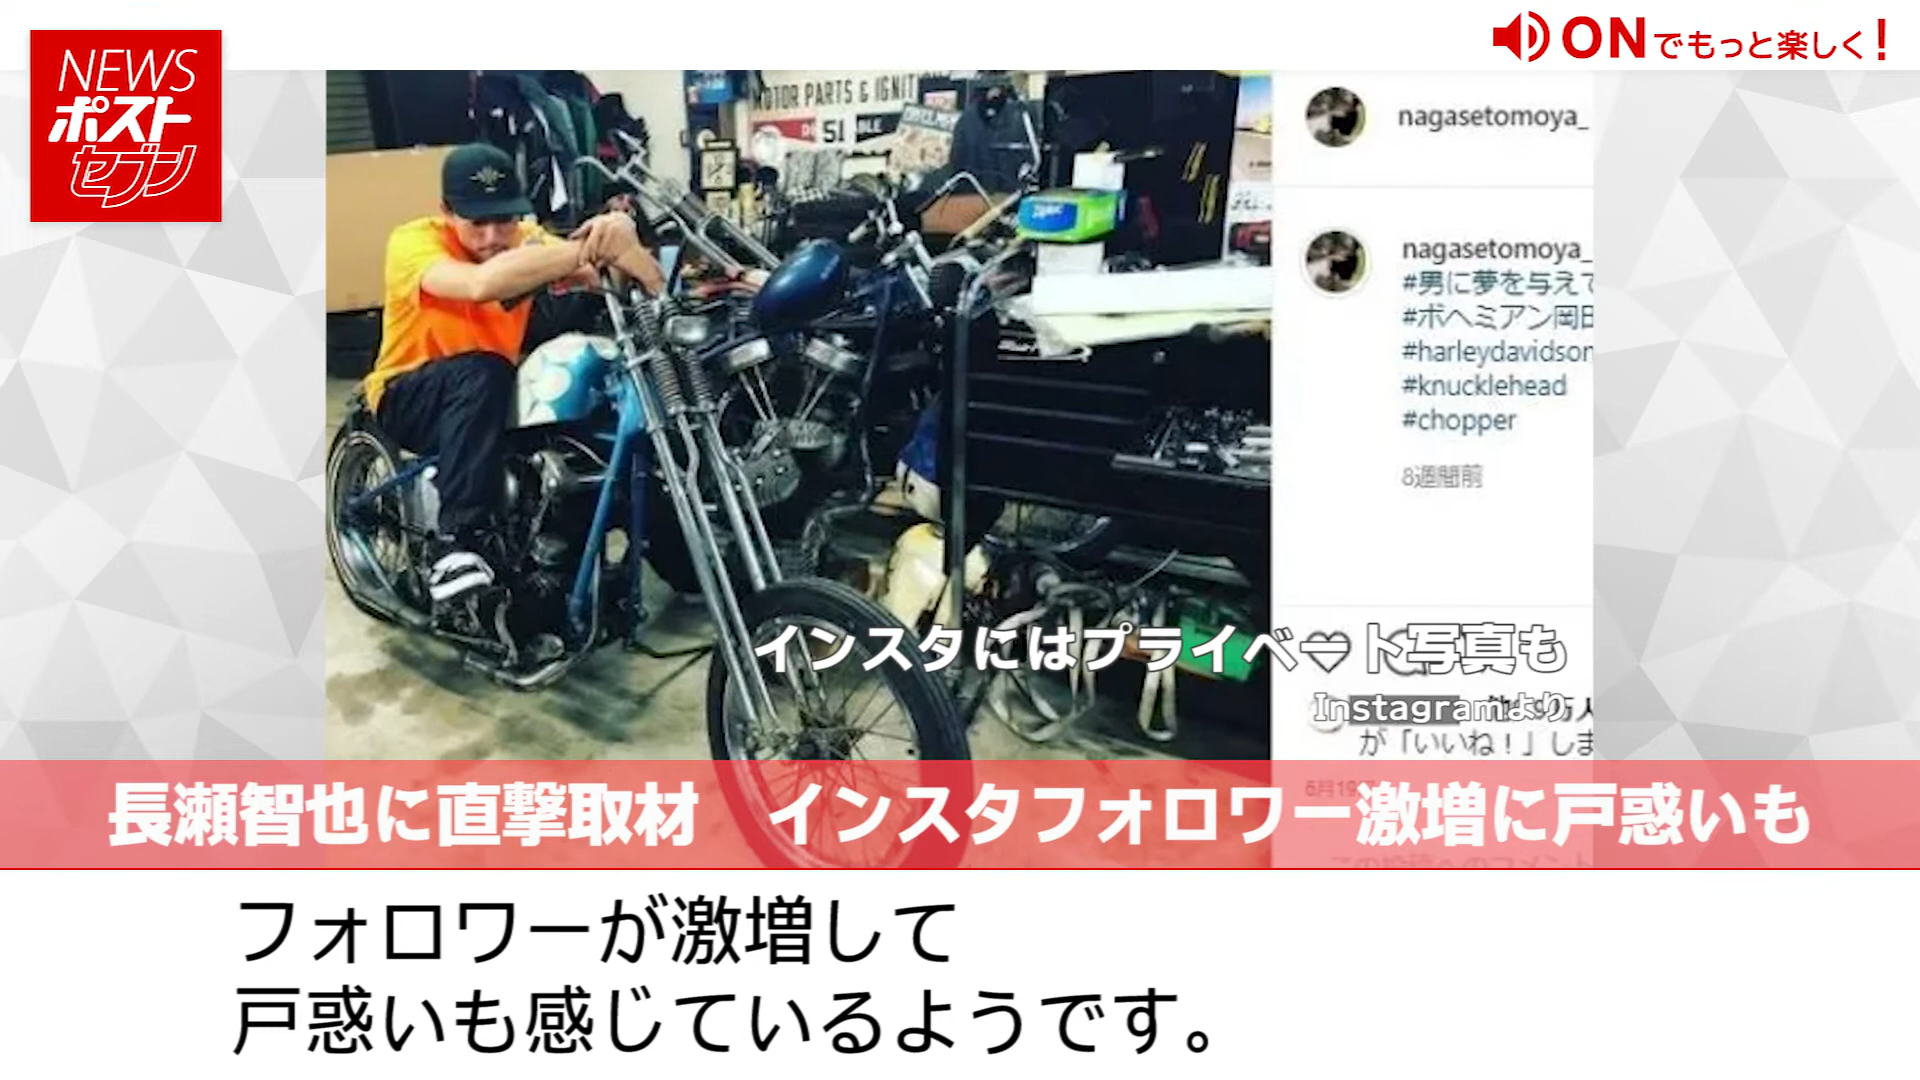 NEWS
ポスト
セブン
ONでもっと楽しく!
MOTOR PARTS & IGNIT
51
nagasetomoya_
nagasetomoya_
#男に夢を与えて
#ボヘミアン岡田
#harleydavidson
#knucklehead
#chopper
8週間前
インスタにはプライベート写真も
Instagramより
が「いいね！」しま
6月19
長瀬智也に直撃取材 インスタフォロワー激増に戸惑いも
フォロワーが激増して
戸惑いも感じているようです。